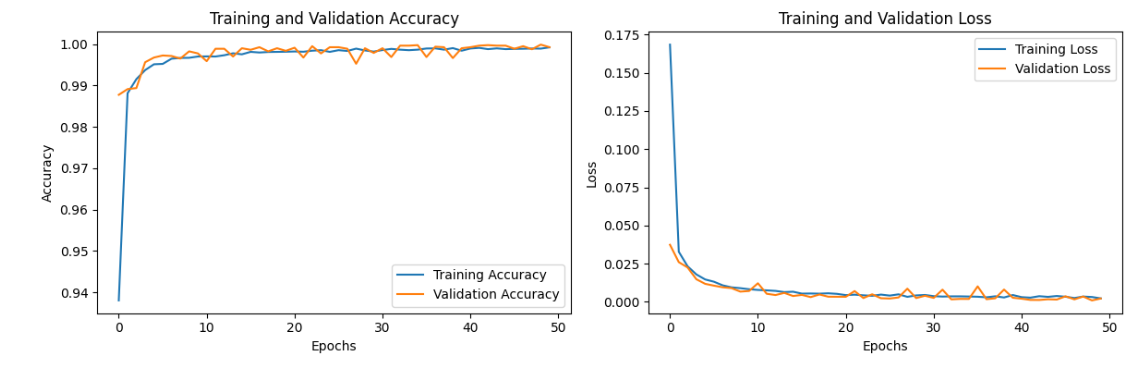 Training and Validation Accuracy
1.00
0.99
0.98
0.97
0.96
0.95
0.94
Accuracy
Training Accuracy
Validation Accuracy
0 10 20 30 40 50
Epochs
Training and Validation Loss
0.175
0.150
0.125
0.100
0.075
0.050
0.025
0.000
Loss
Training Loss
Validation Loss
0 10 20 30 40 50
Epochs